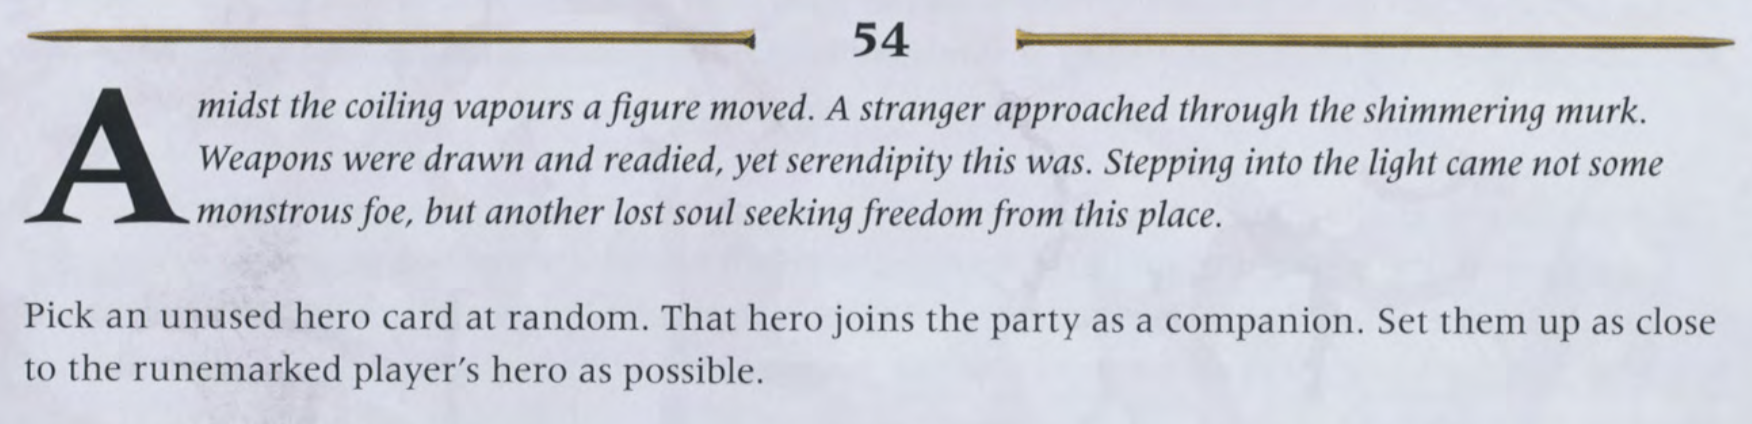 54
Amidst the coiling vapours a figure moved. A stranger approached through the shimmering murk.
Weapons were drawn and readied, yet serendipity this was. Stepping into the light came not some
monstrous foe, but another lost soul seeking freedom from this place.
Pick an unused hero card at random. That hero joins the party as a companion. Set them up as close
to the runemarked player's hero as possible.